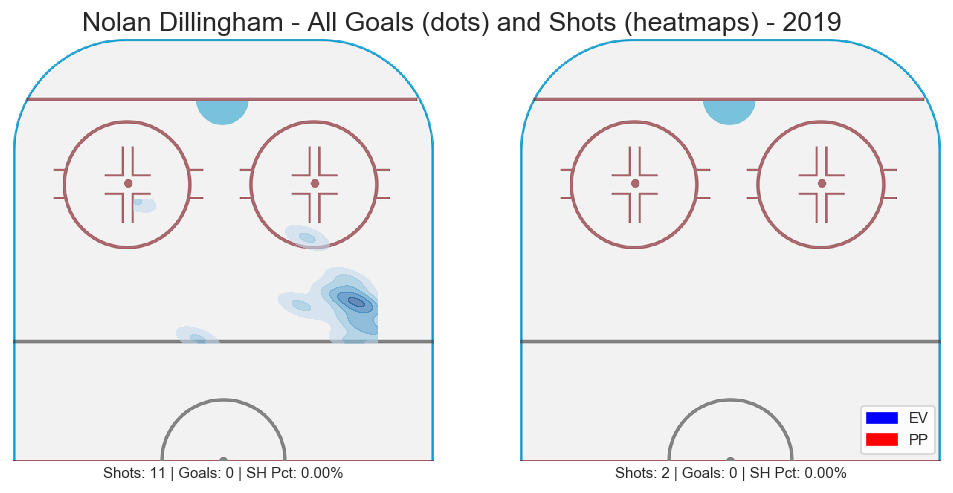 Nolan Dillingham - All Goals (dots) and Shots (heatmaps) - 2019
EV
PP
Shots: 11 | Goals: 0 | SH Pct: 0.00%
Shots: 2 | Goals: 0 | SH Pct: 0.00%